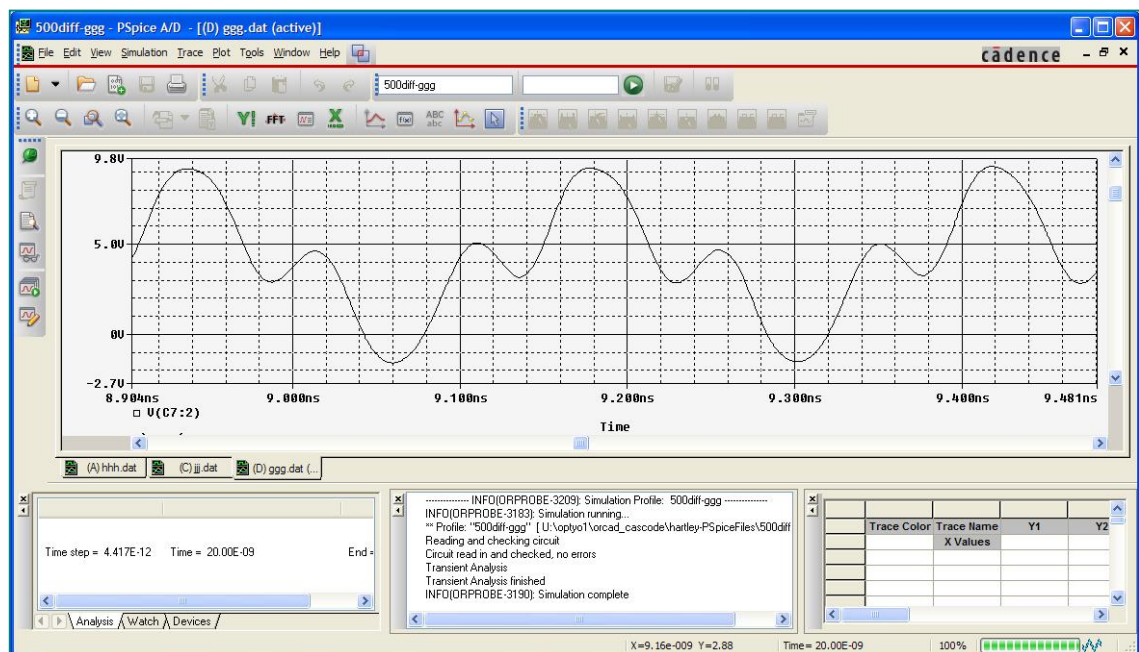 500diff-ggg - PSpice A/D - [(D) ggg.dat (active)]
File Edit View Simulation Trace Plot Tools Window Help
cādence
500diff-ggg
FFT
f(x)
ABC
abc
9.8V
5.0V
0V
-2.7V
8.904ns 9.000ns 9.100ns 9.200ns 9.300ns 9.400ns 9.481ns
V(C7:2)
Time
(A) hhh.dat (C) jjj.dat (D) ggg.dat (...
Time step = 4.417E-12 Time = 20.00E-09 End =
Analysis Watch Devices
-------------- INFO(ORPROBE-3209): Simulation Profile: 500diff-ggg --------------
INFO(ORPROBE-3183): Simulation running...
** Profile: "500diff-ggg" [ U:\optyo1\orcad_cascode\hartley-PSpiceFiles\500diff
Reading and checking circuit
Circuit read in and checked, no errors
Transient Analysis
Transient Analysis finished
INFO(ORPROBE-3190): Simulation complete
Trace Color Trace Name Y1 Y2
X Values
X=9.16e-009 Y=2.88 Time= 20.00E-09 100%